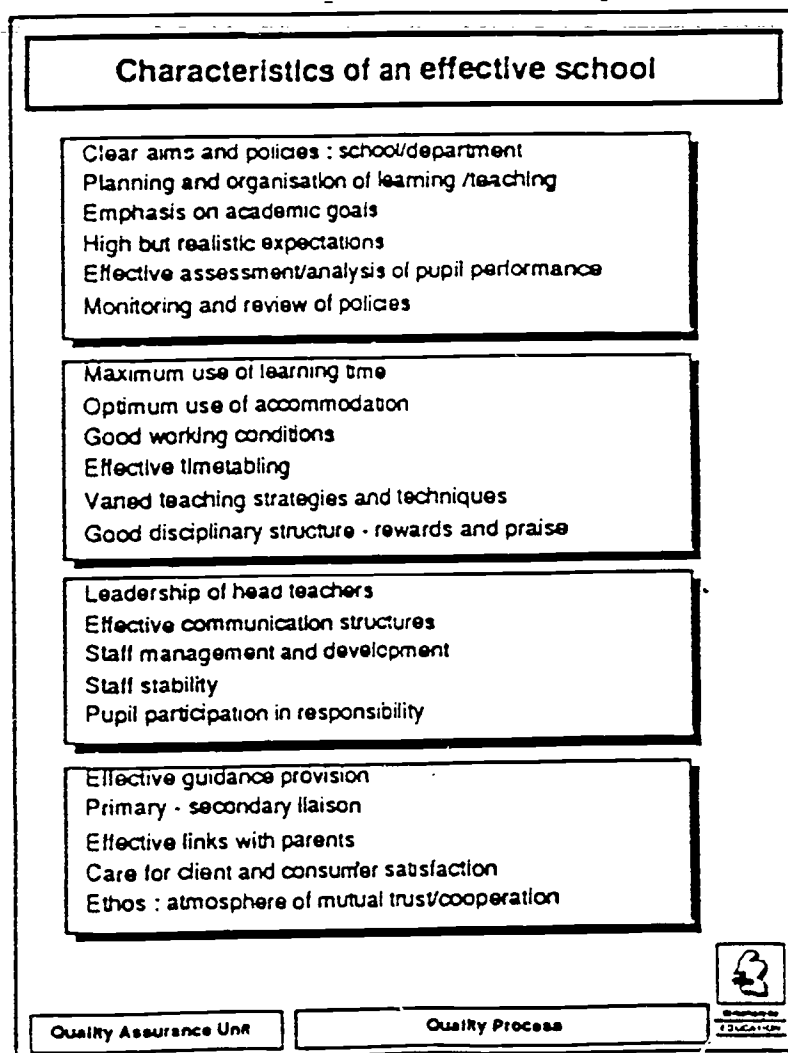 Characteristics of an effective school
Clear aims and policies : school/department
Planning and organisation of learning /teaching
Emphasis on academic goals
High but realistic expectations
Effective assessment/analysis of pupil performance
Monitoring and review of policies
Maximum use of learning time
Optimum use of accommodation
Good working conditions
Effective timetabling
Varied teaching strategies and techniques
Good disciplinary structure - rewards and praise
Leadership of head teachers
Effective communication structures
Staff management and development
Staff stability
Pupil participation in responsibility
Effective guidance provision
Primary - secondary liaison
Effective links with parents
Care for client and consumer satisfaction
Ethos : atmosphere of mutual trust/cooperation
Quality Assurance Unit
Quality Process
EDUCATION